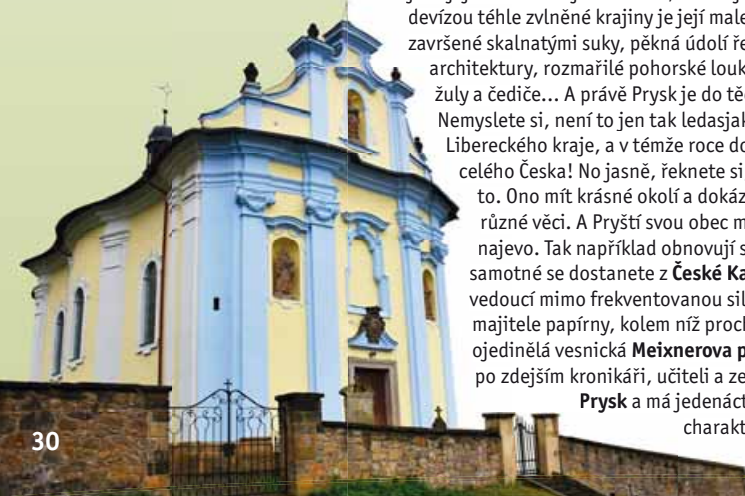 devízou téhle zvlněné krajiny je její male
završené skalnatými suky, pěkná údolí ře
architektury, rozmařilé pohorské louk
žuly a čediče... A právě Prysk je do tě
Nemyslete si, není to jen tak ledasjak
Libereckého kraje, a v témže roce do
celého Česka! No jasně, řeknete si,
to. Ono mít krásné okolí a dokáz
různé věci. A Pryští svou obec m
najevo. Tak například obnovují s
samotné se dostanete z České Ka
vedoucí mimo frekventovanou sil
majitele papírny, kolem níž proch
ojedinělá vesnická Meixnerova p
po zdejším kronikáři, učiteli a ze
Prysk a má jedenáct
charakt
30